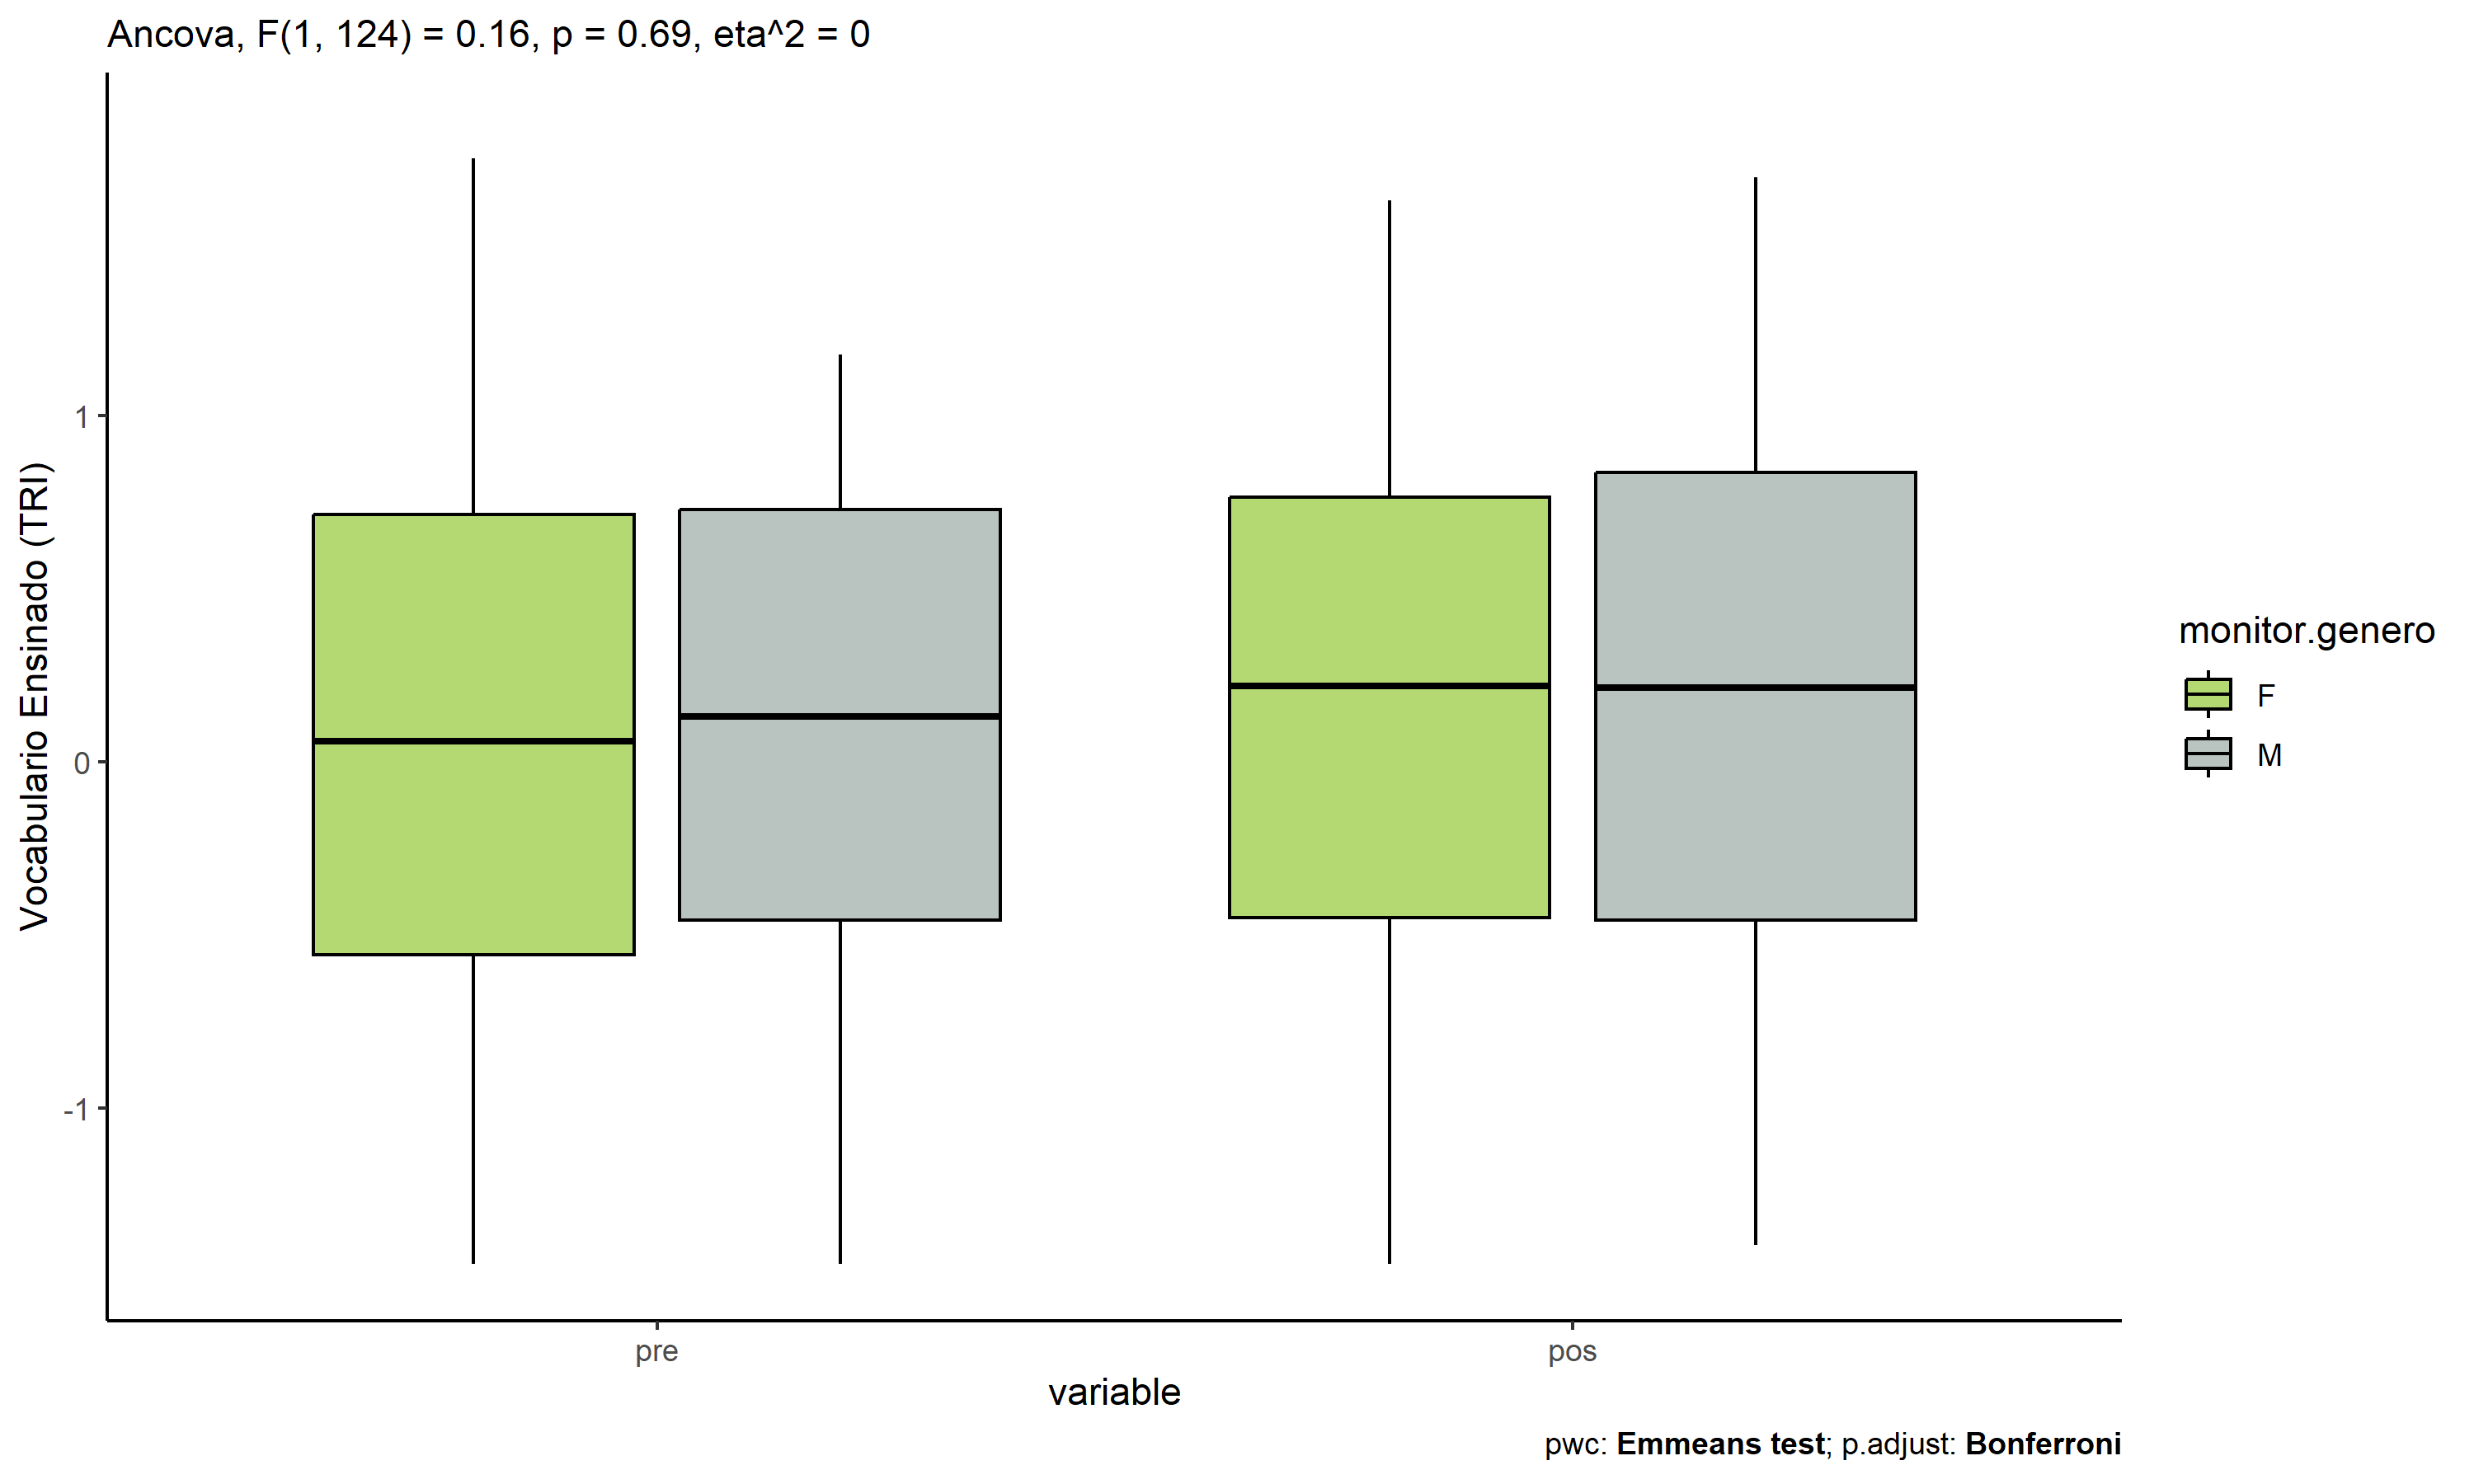 Ancova, F(1, 124) = 0.16, p = 0.69, eta^2 = 0
Vocabulario Ensinado (TRI)
1
0
-1
pre
pos
variable
monitor.genero
F
M
pwc: Emmeans test; p.adjust: Bonferroni